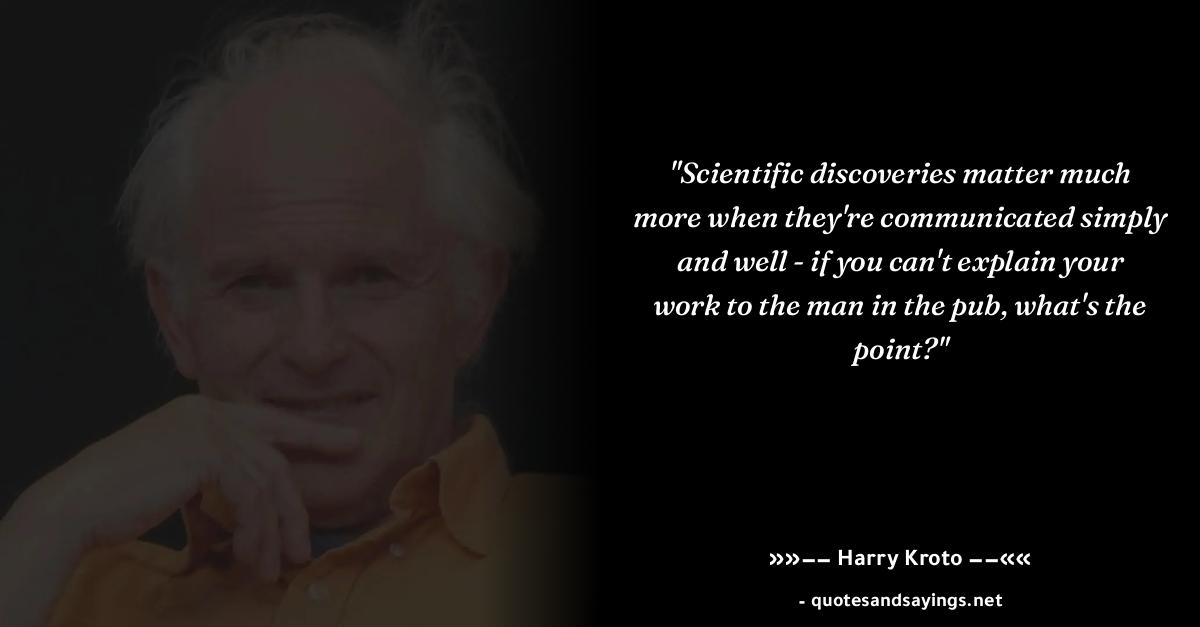 "Scientific discoveries matter much
more when they're communicated simply
and well - if you can't explain your
work to the man in the pub, what's the
point?"
»»–– Harry Kroto ––««
- quotesandsayings.net